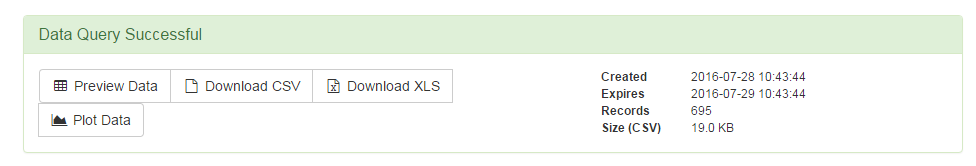 Data Query Successful
Preview Data Download CSV Download XLS
Plot Data
Created 2016-07-28 10:43:44
Expires 2016-07-29 10:43:44
Records 695
Size (CSV) 19.0 KB